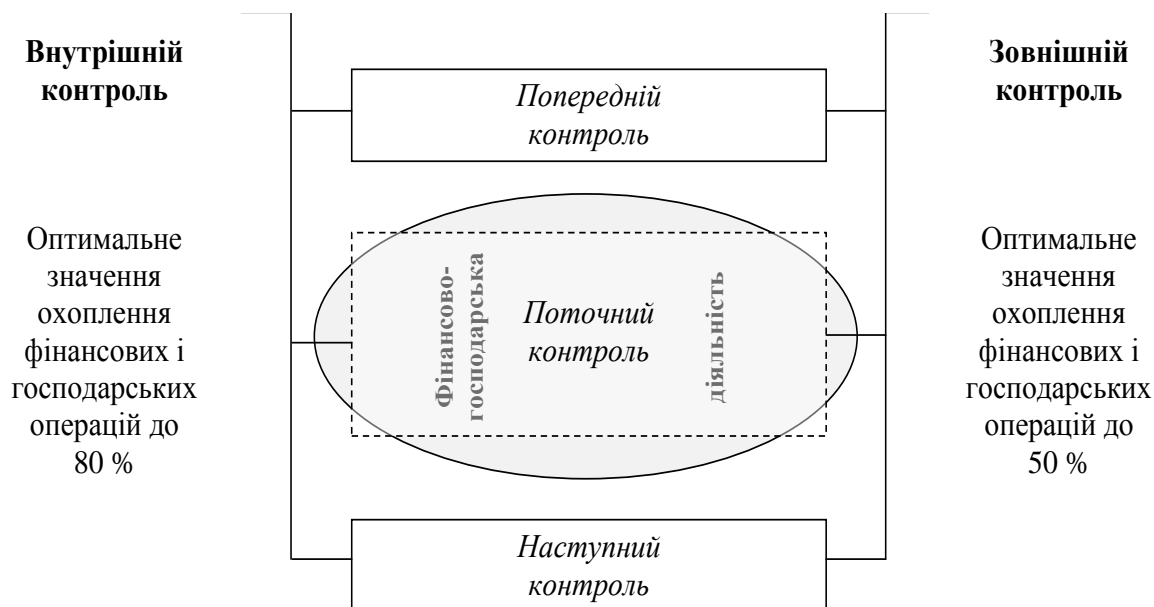 Внутрішній
контроль
Оптимальне
значення
охоплення
фінансових і
господарських
операцій до
80 %
Попередній
контроль
Фінансово-
господарська
Поточний
контроль
діяльність
Наступний
контроль
Зовнішній
контроль
Оптимальне
значення
охоплення
фінансових і
господарських
операцій до
50 %